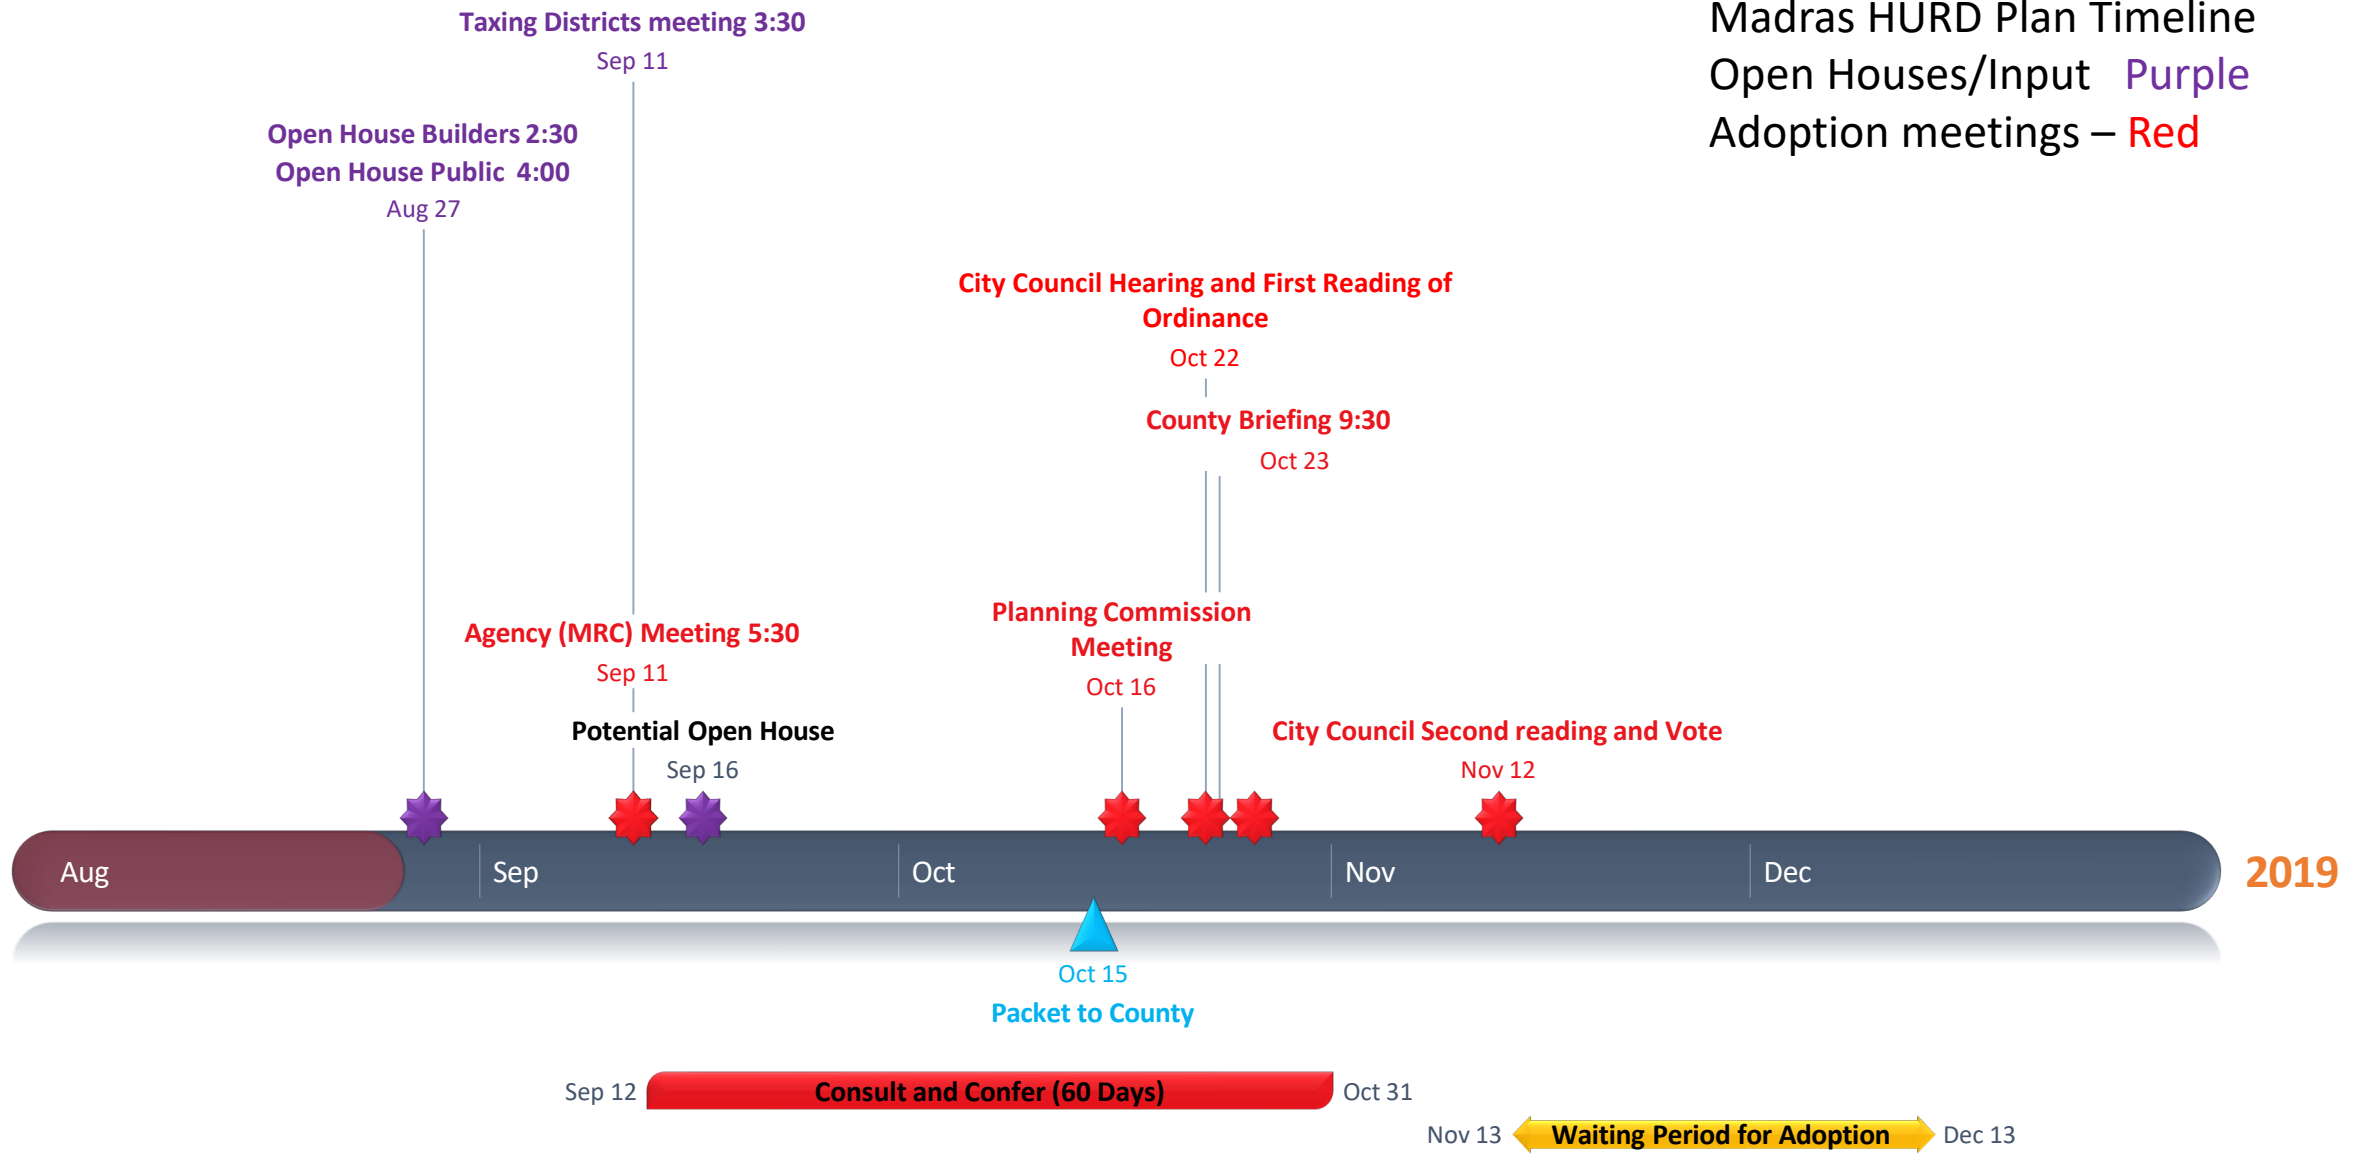 Madras HURD Plan Timeline
Open Houses/Input Purple
Adoption meetings – Red
Taxing Districts meeting 3:30
Sep 11
Open House Builders 2:30
Open House Public 4:00
Aug 27
City Council Hearing and First Reading of
Ordinance
Oct 22
County Briefing 9:30
Oct 23
Agency (MRC) Meeting 5:30
Sep 11
Planning Commission
Meeting
Oct 16
Potential Open House
Sep 16
City Council Second reading and Vote
Nov 12
Aug
Sep
Oct
Nov
Dec
2019
Oct 15
Packet to County
Sep 12
Consult and Confer (60 Days)
Oct 31
Nov 13
Waiting Period for Adoption
Dec 13